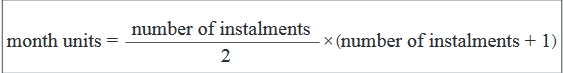 month units = number of instalments / 2 × (number of instalments + 1)